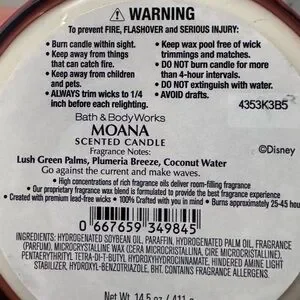 ⚠ WARNING
To prevent FIRE, FLASHOVER and SERIOUS INJURY:
• Burn candle within sight.
• Keep away from things
that can catch fire.
• Keep away from children
and pets.
• ALWAYS trim wicks to 1/4
inch before each relighting.
• Keep wax pool free of wick
trimmings and matches.
• DO NOT burn candle for more
than 4-hour intervals.
• DO NOT extinguish with water.
• AVOID drafts.
4353K3B5
Bath & Body Works
MOANA
SCENTED CANDLE
©Disney
Fragrance Notes:
Lush Green Palms, Plumeria Breeze, Coconut Water
Go against the current and make waves.
• High concentrations of rich fragrance oils deliver room-filling fragrance
• Our proprietary fragrance wax blend is formulated to provide the best fragrance experience
• Created with premium lead-free wicks • 100% Crafted with you in mind • Burns approximately 25-45 hou
0 667659 349845
INGREDIENTS: HYDROGENATED SOYBEAN OIL, PARAFFIN, HYDROGENATED PALM OIL, FRAGRANCE
(PARFUM), MICROCRYSTALLINE WAX (CERA MICROCRISTALLINA, CIRE MICROCRISTALLINE),
PENTAERYTHRITYL TETRA-DI-T-BUTYL HYDROXYHYDROCINNAMATE, HINDERED AMINE LIGHT
STABILIZER, HYDROXYL-BENZOTRIAZOLE, BHT. CONTAINS FRAGRANCE ALLERGENS.
Net Wt. 14.5 oz / 411 g